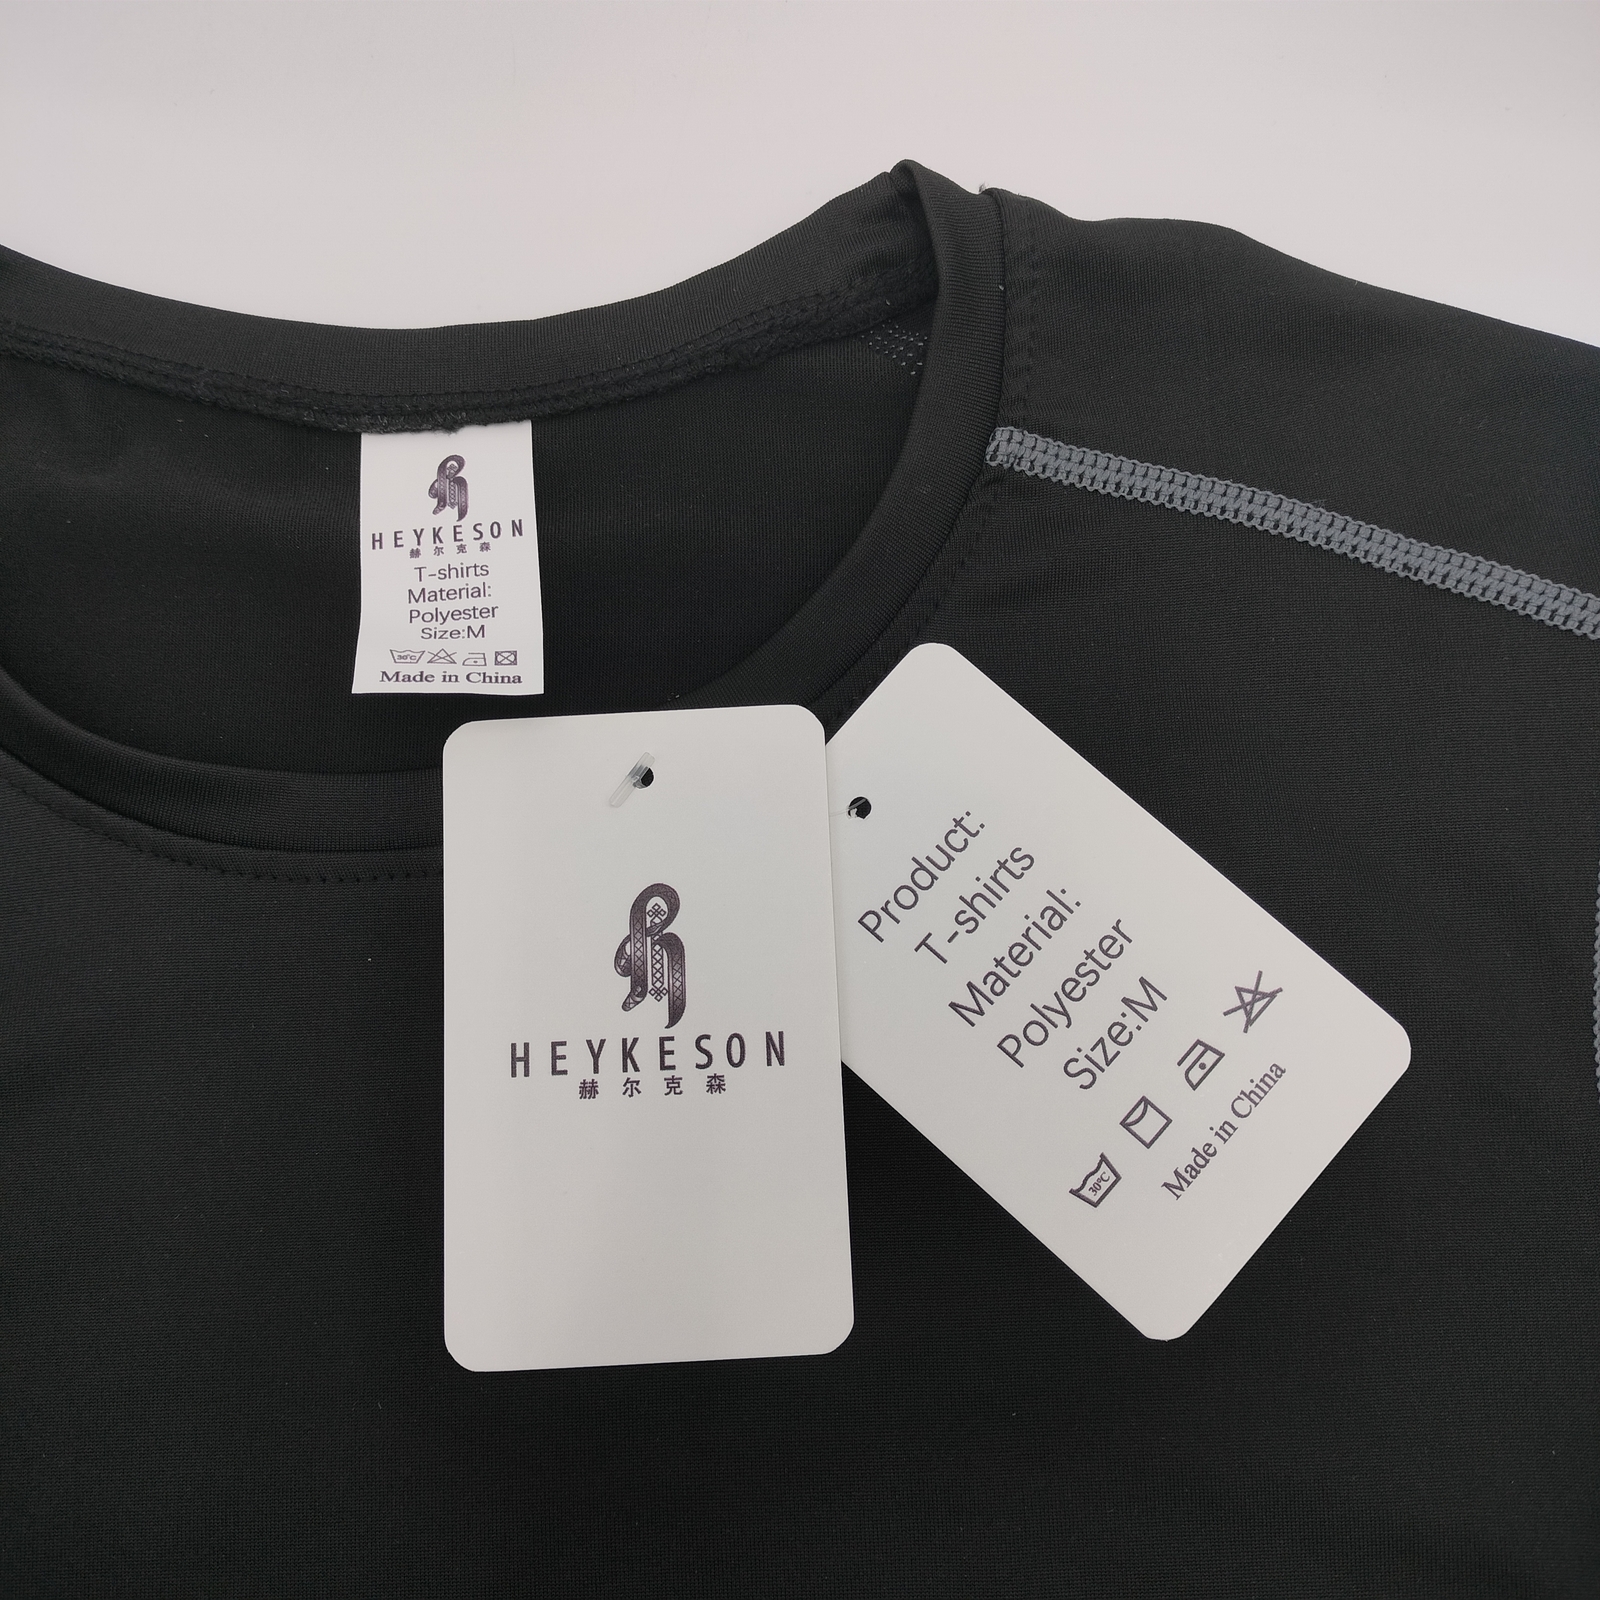 HEYKESON
赫尔克森
T-shirts
Material:
Polyester
Size:M
30°C
Made in China
HEYKESON
赫尔克森
Product:
T-shirts
Material:
Polyester
Size:M
30°C
Made in China